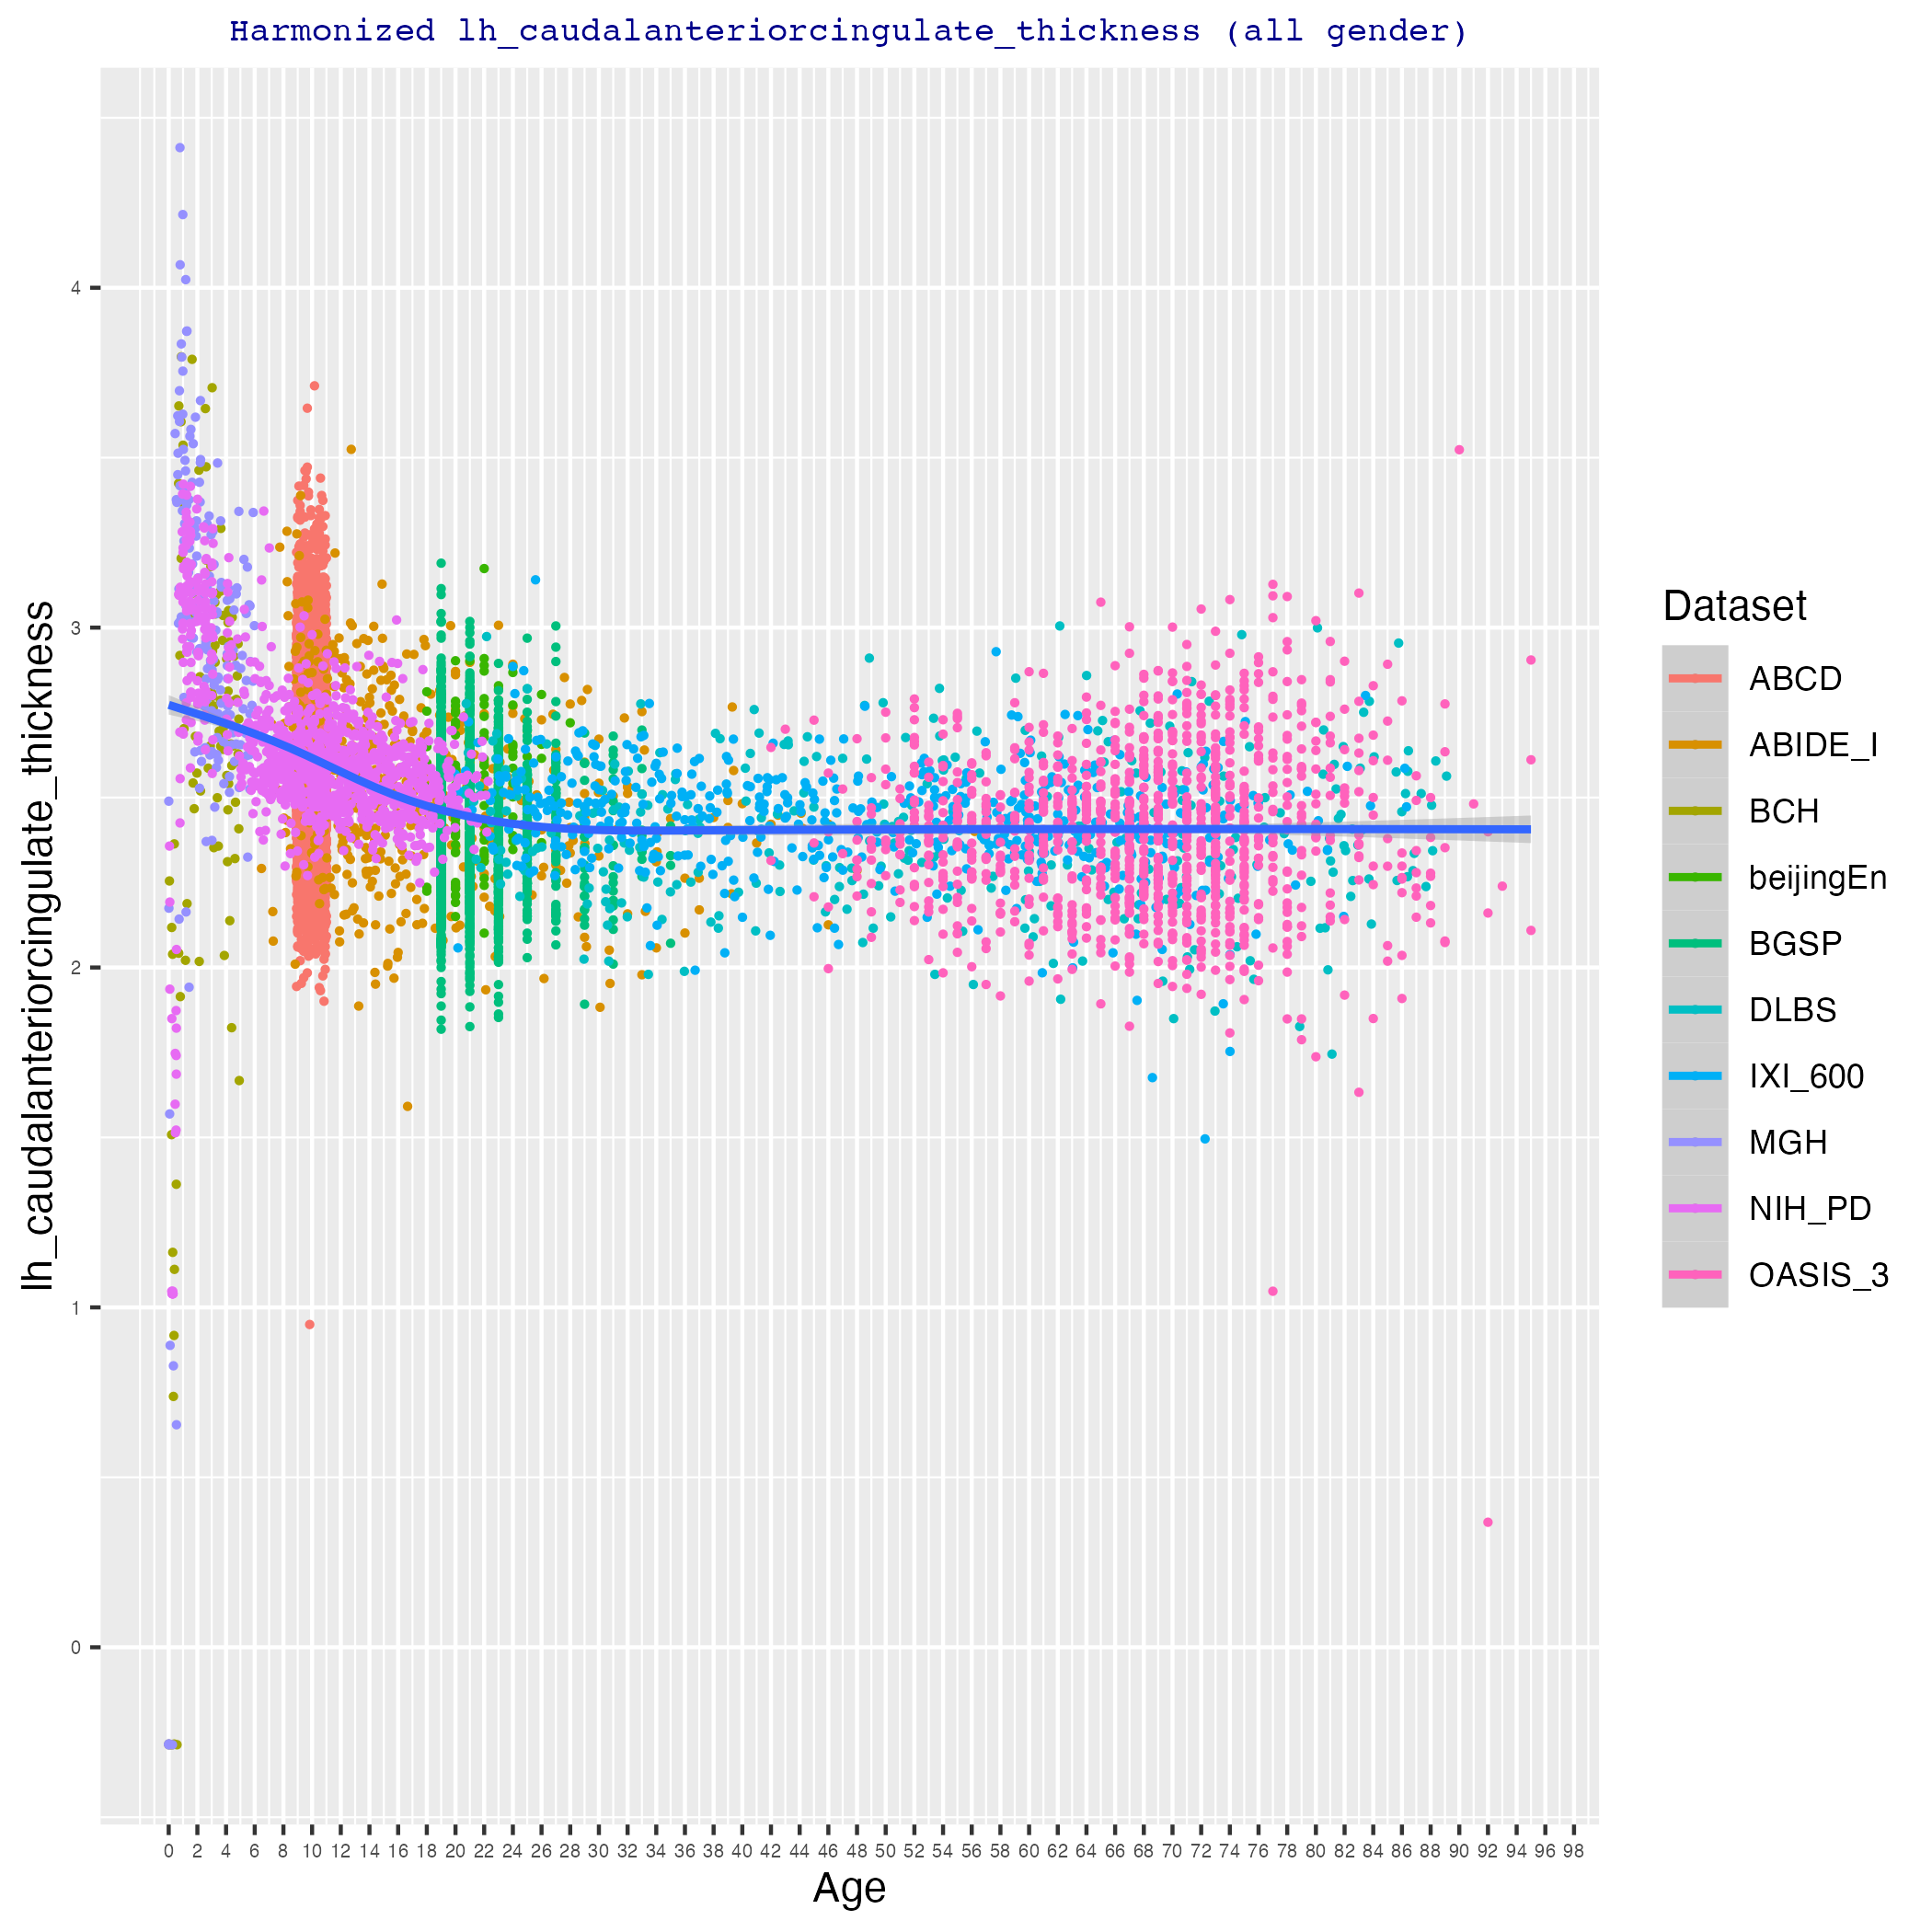 Harmonized lh_caudalanteriorcingulate_thickness (all gender)
lh_caudalanteriorcingulate_thickness
4
3
2
1
0
0 2 4 6 8 10 12 14 16 18 20 22 24 26 28 30 32 34 36 38 40 42 44 46 48 50 52 54 56 58 60 62 64 66 68 70 72 74 76 78 80 82 84 86 88 90 92 94 96 98
Age
Dataset
ABCD
ABIDE_I
BCH
beijingEn
BGSP
DLBS
IXI_600
MGH
NIH_PD
OASIS_3